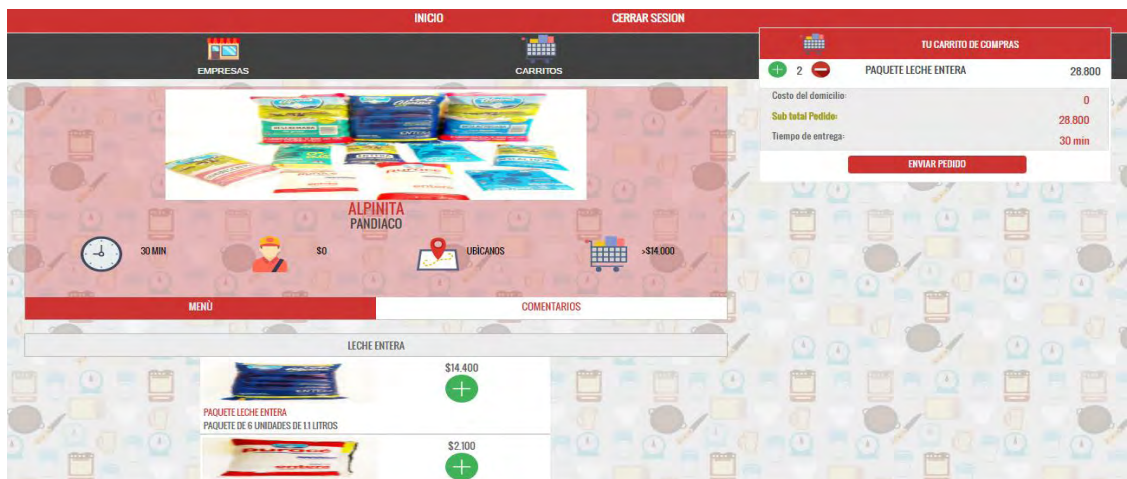 INICIO
CERRAR SESION
EMPRESAS
CARRITOS
TU CARRITO DE COMPRAS
2 PAQUETE LECHE ENTERA 28.800
Costo del domicilio: 0
Sub total Pedido: 28.800
Tiempo de entrega: 30 min
ENVIAR PEDIDO
ALPINITA
PANDIACO
30 MIN
$0
UBÍCANOS
>$14.000
MENÙ
COMENTARIOS
LECHE ENTERA
$14.400
PAQUETE LECHE ENTERA
PAQUETE DE 6 UNIDADES DE 1.1 LITROS
$2.100
puracé
entera